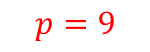 p = 9